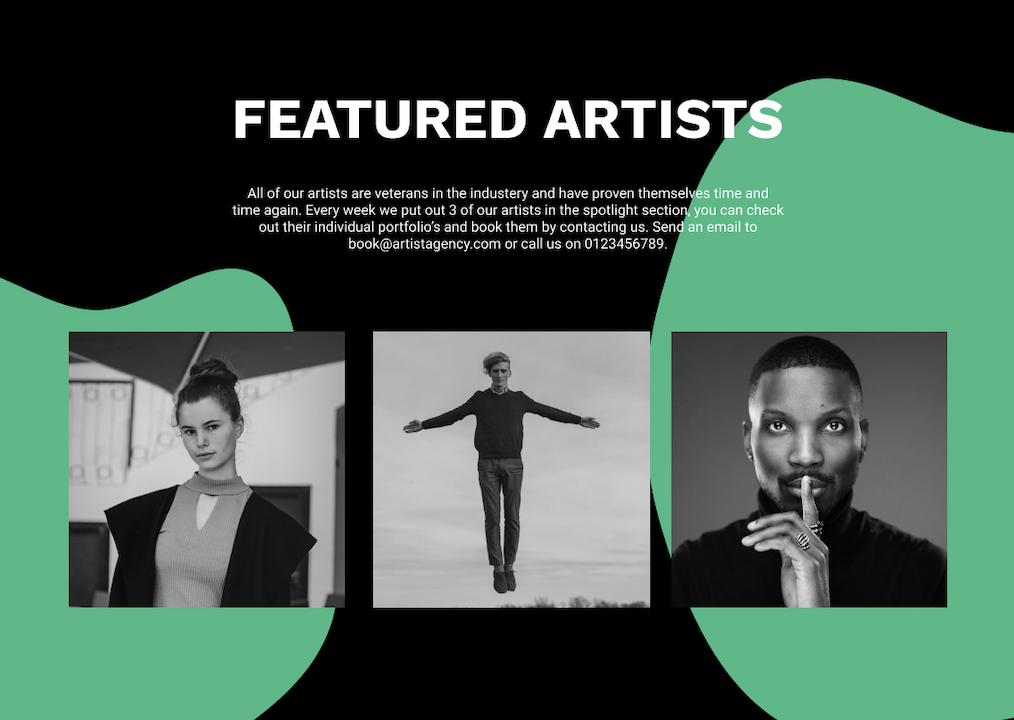 FEATURED ARTISTS
All of our artists are veterans in the industery and have proven themselves time and
time again. Every week we put out 3 of our artists in the spotlight section, you can check
out their individual portfolio’s and book them by contacting us. Send an email to
book@artistagency.com or call us on 0123456789.